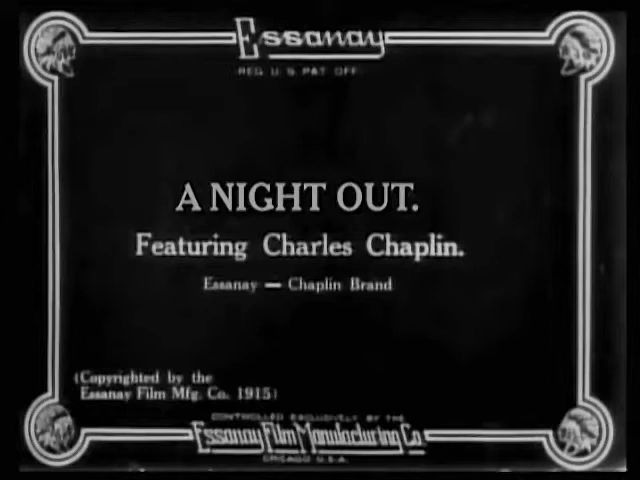 Essanay
REG. U. S. PAT. OFF.
A NIGHT OUT.
Featuring Charles Chaplin.
Essanay — Chaplin Brand
(Copyrighted by the
Essanay Film Mfg. Co. 1915)
CONTROLLED EXCLUSIVELY BY THE
Essanay Film Manufacturing Co.
CHICAGO U.S.A.